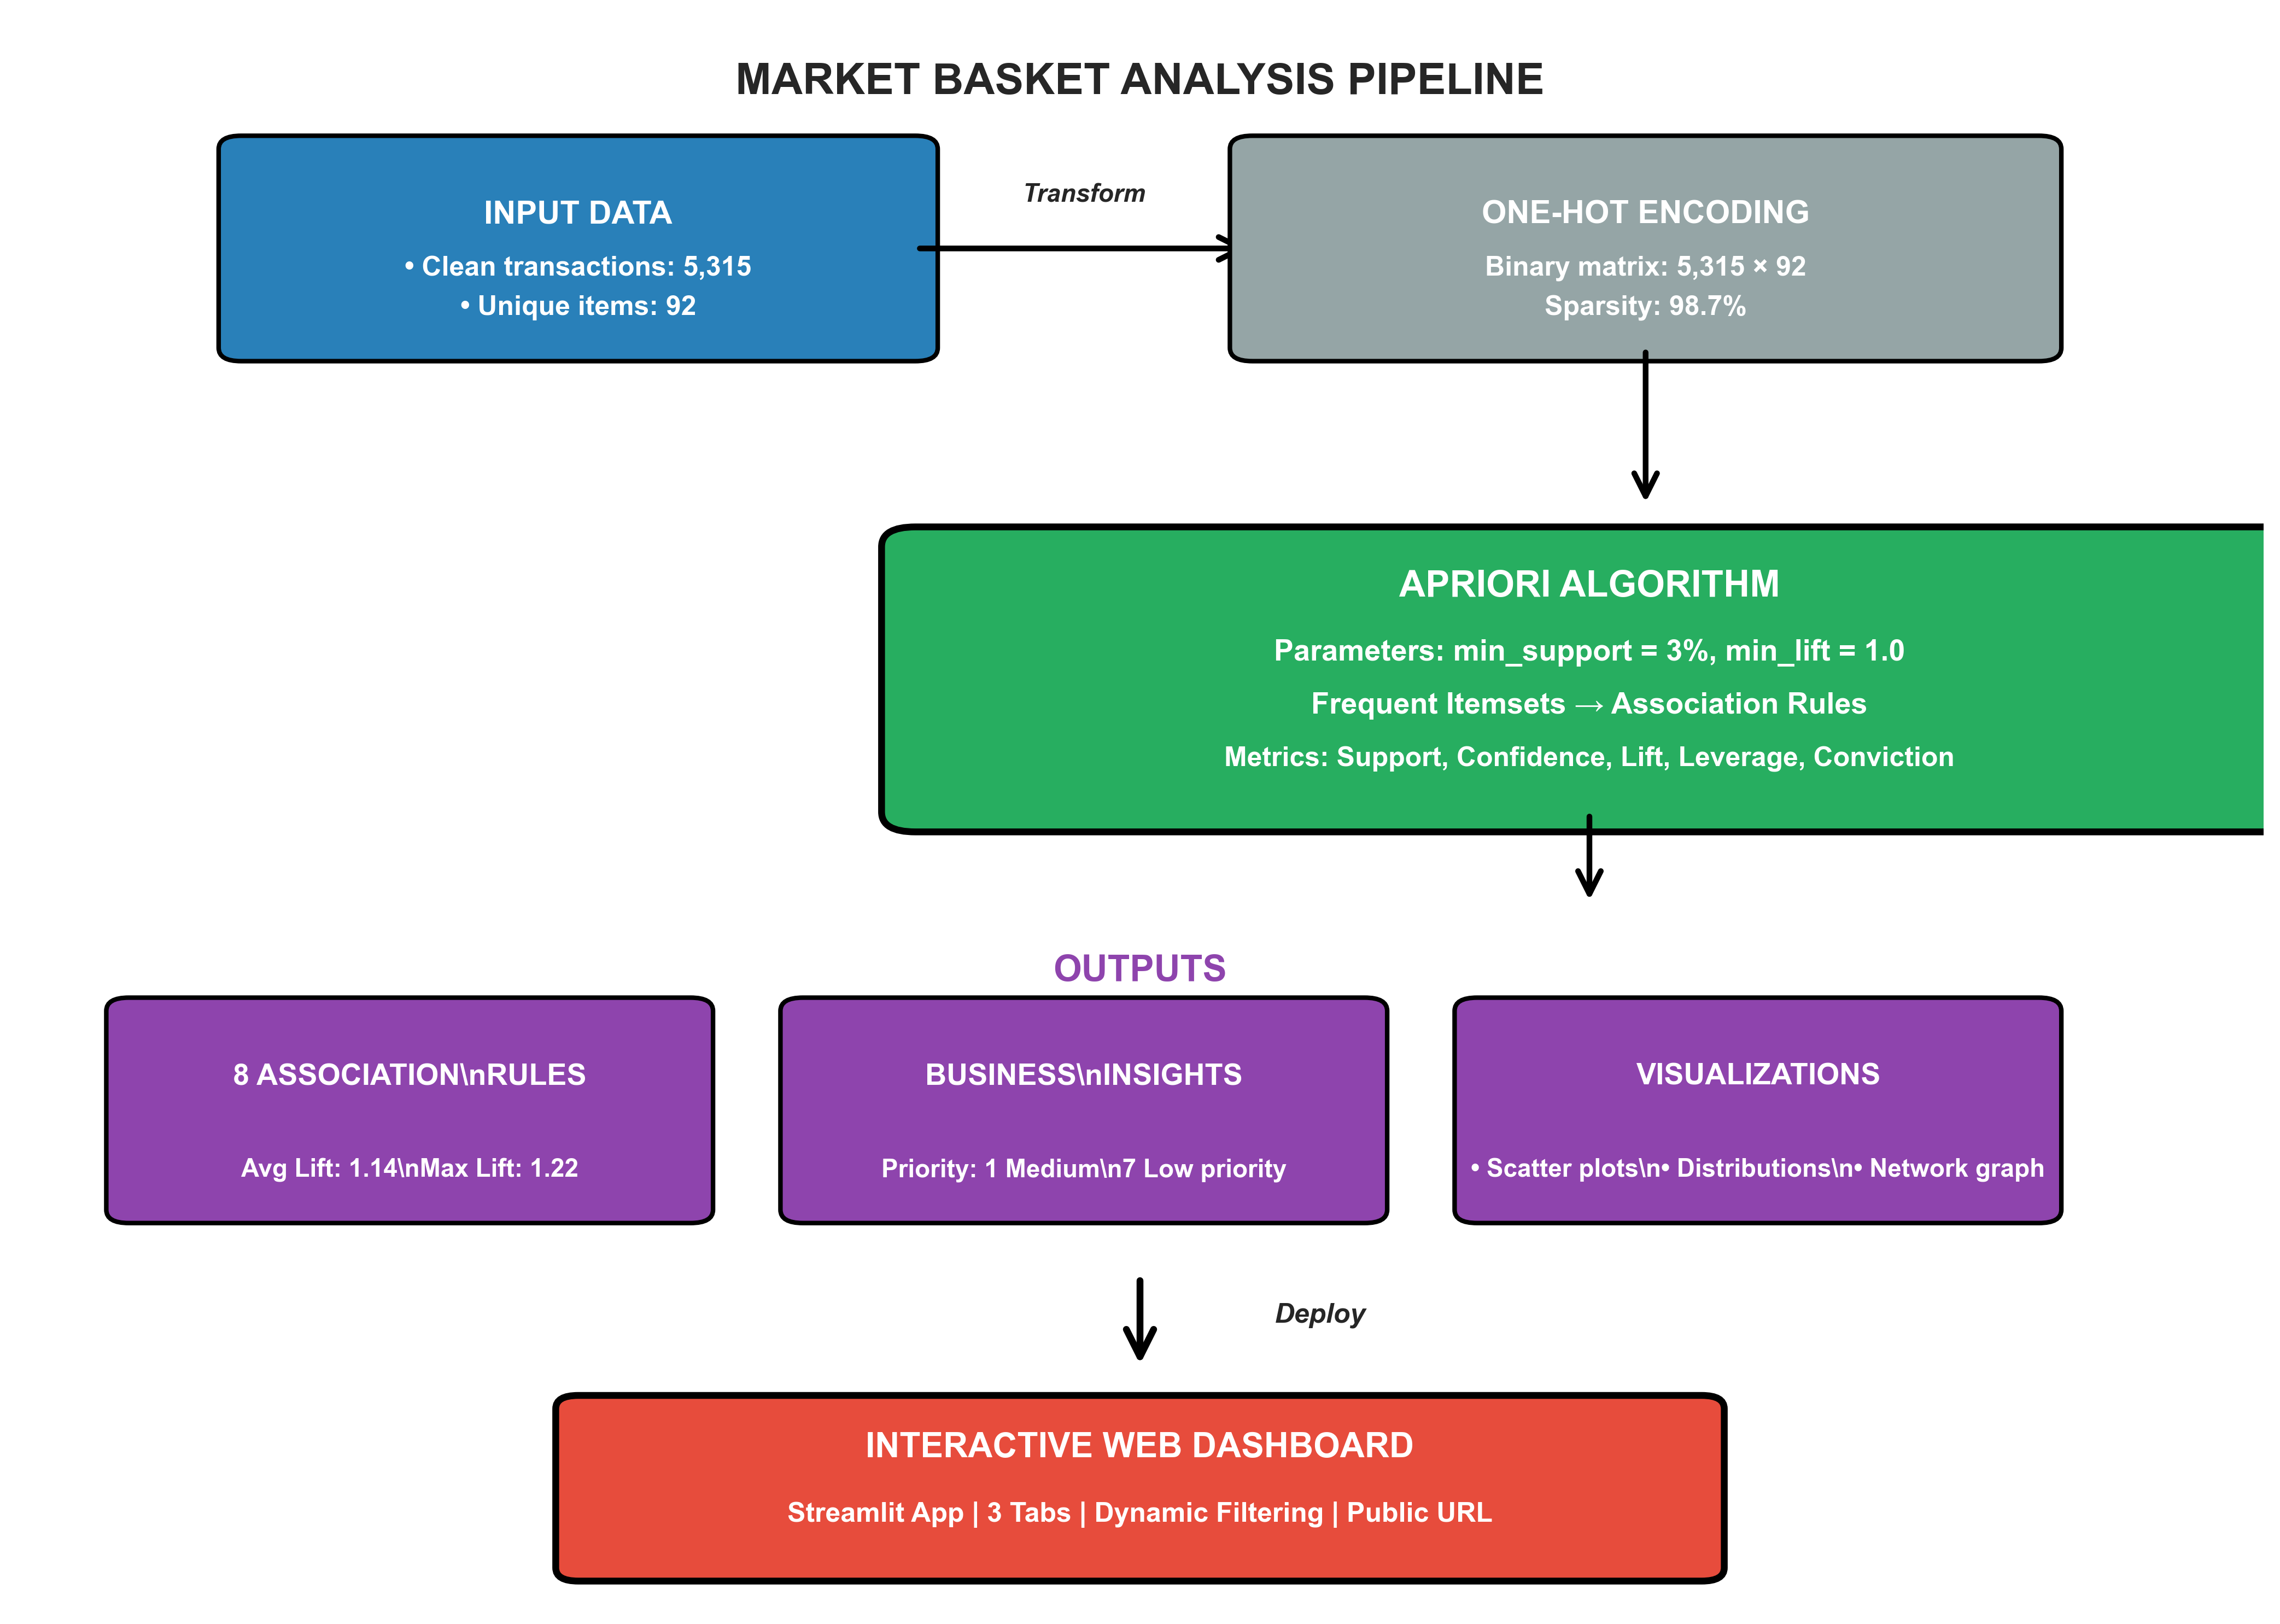 MARKET BASKET ANALYSIS PIPELINE
INPUT DATA
• Clean transactions: 5,315
• Unique items: 92
Transform
ONE-HOT ENCODING
Binary matrix: 5,315 × 92
Sparsity: 98.7%
APRIORI ALGORITHM
Parameters: min_support = 3%, min_lift = 1.0
Frequent Itemsets → Association Rules
Metrics: Support, Confidence, Lift, Leverage, Conviction
OUTPUTS
8 ASSOCIATION\nRULES
Avg Lift: 1.14\nMax Lift: 1.22
BUSINESS\nINSIGHTS
Priority: 1 Medium\n7 Low priority
VISUALIZATIONS
• Scatter plots\n• Distributions\n• Network graph
Deploy
INTERACTIVE WEB DASHBOARD
Streamlit App | 3 Tabs | Dynamic Filtering | Public URL